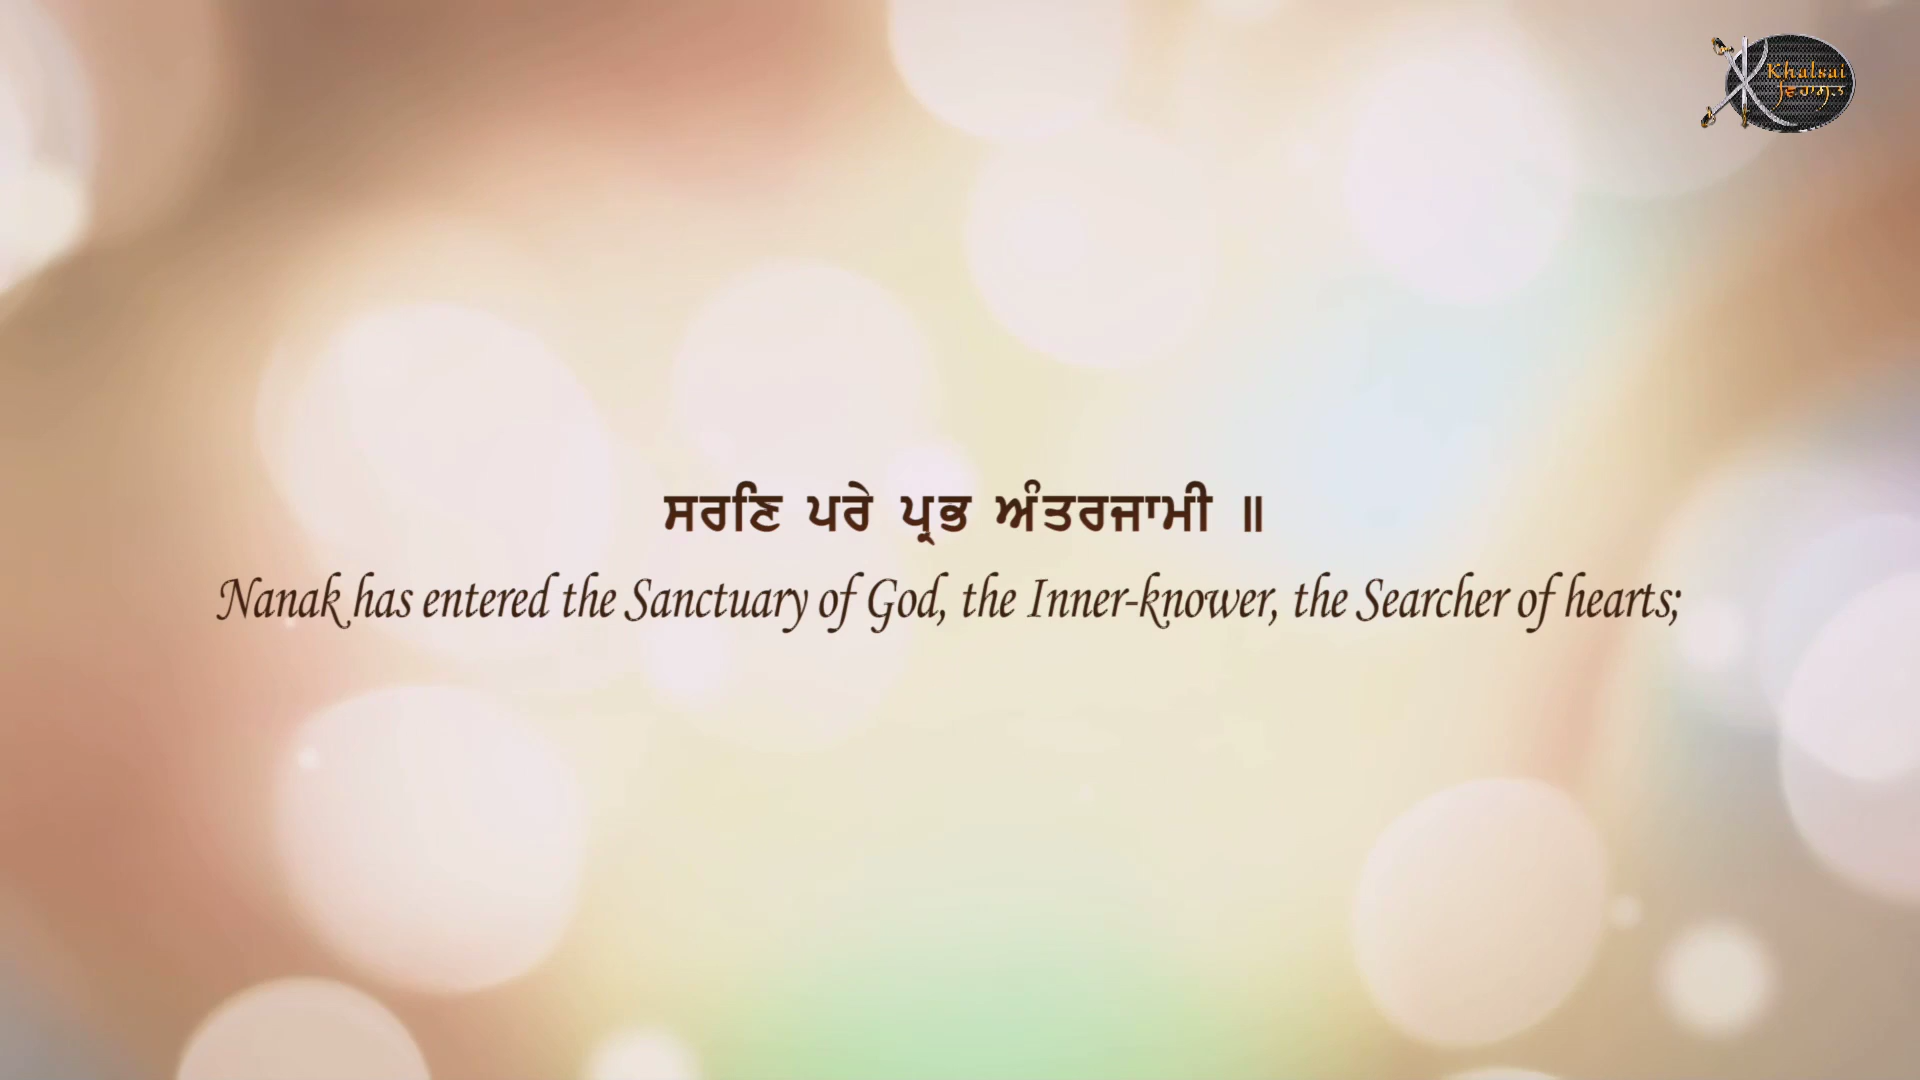 Khalsai
ਵਿਰਾਸਤ
ਸਰਣਿ ਪਰੇ ਪ੍ਰਭ ਅੰਤਰਜਾਮੀ ॥
Nanak has entered the Sanctuary of God, the Inner-knower, the Searcher of hearts;